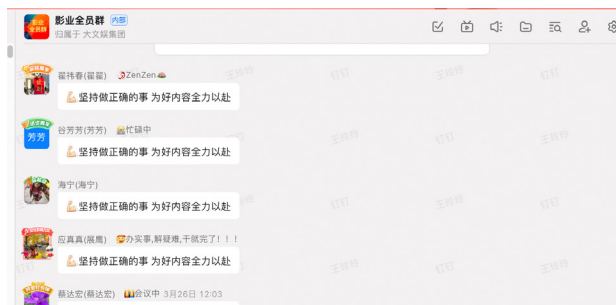 影业全员群
影业全员群 内部
归属于 大文娱集团
翟祎春(翟翟) ZenZen
💪🏻坚持做正确的事 为好内容全力以赴
芳芳
谷芳芳(芳芳) 忙碌中
💪🏻坚持做正确的事 为好内容全力以赴
海宁(海宁)
💪🏻坚持做正确的事 为好内容全力以赴
应真真(展鹰) 办实事,解疑难,干就完了!!!
💪🏻坚持做正确的事 为好内容全力以赴
蔡达宏(蔡达宏) 会议中 3月26日 12:03
钉钉